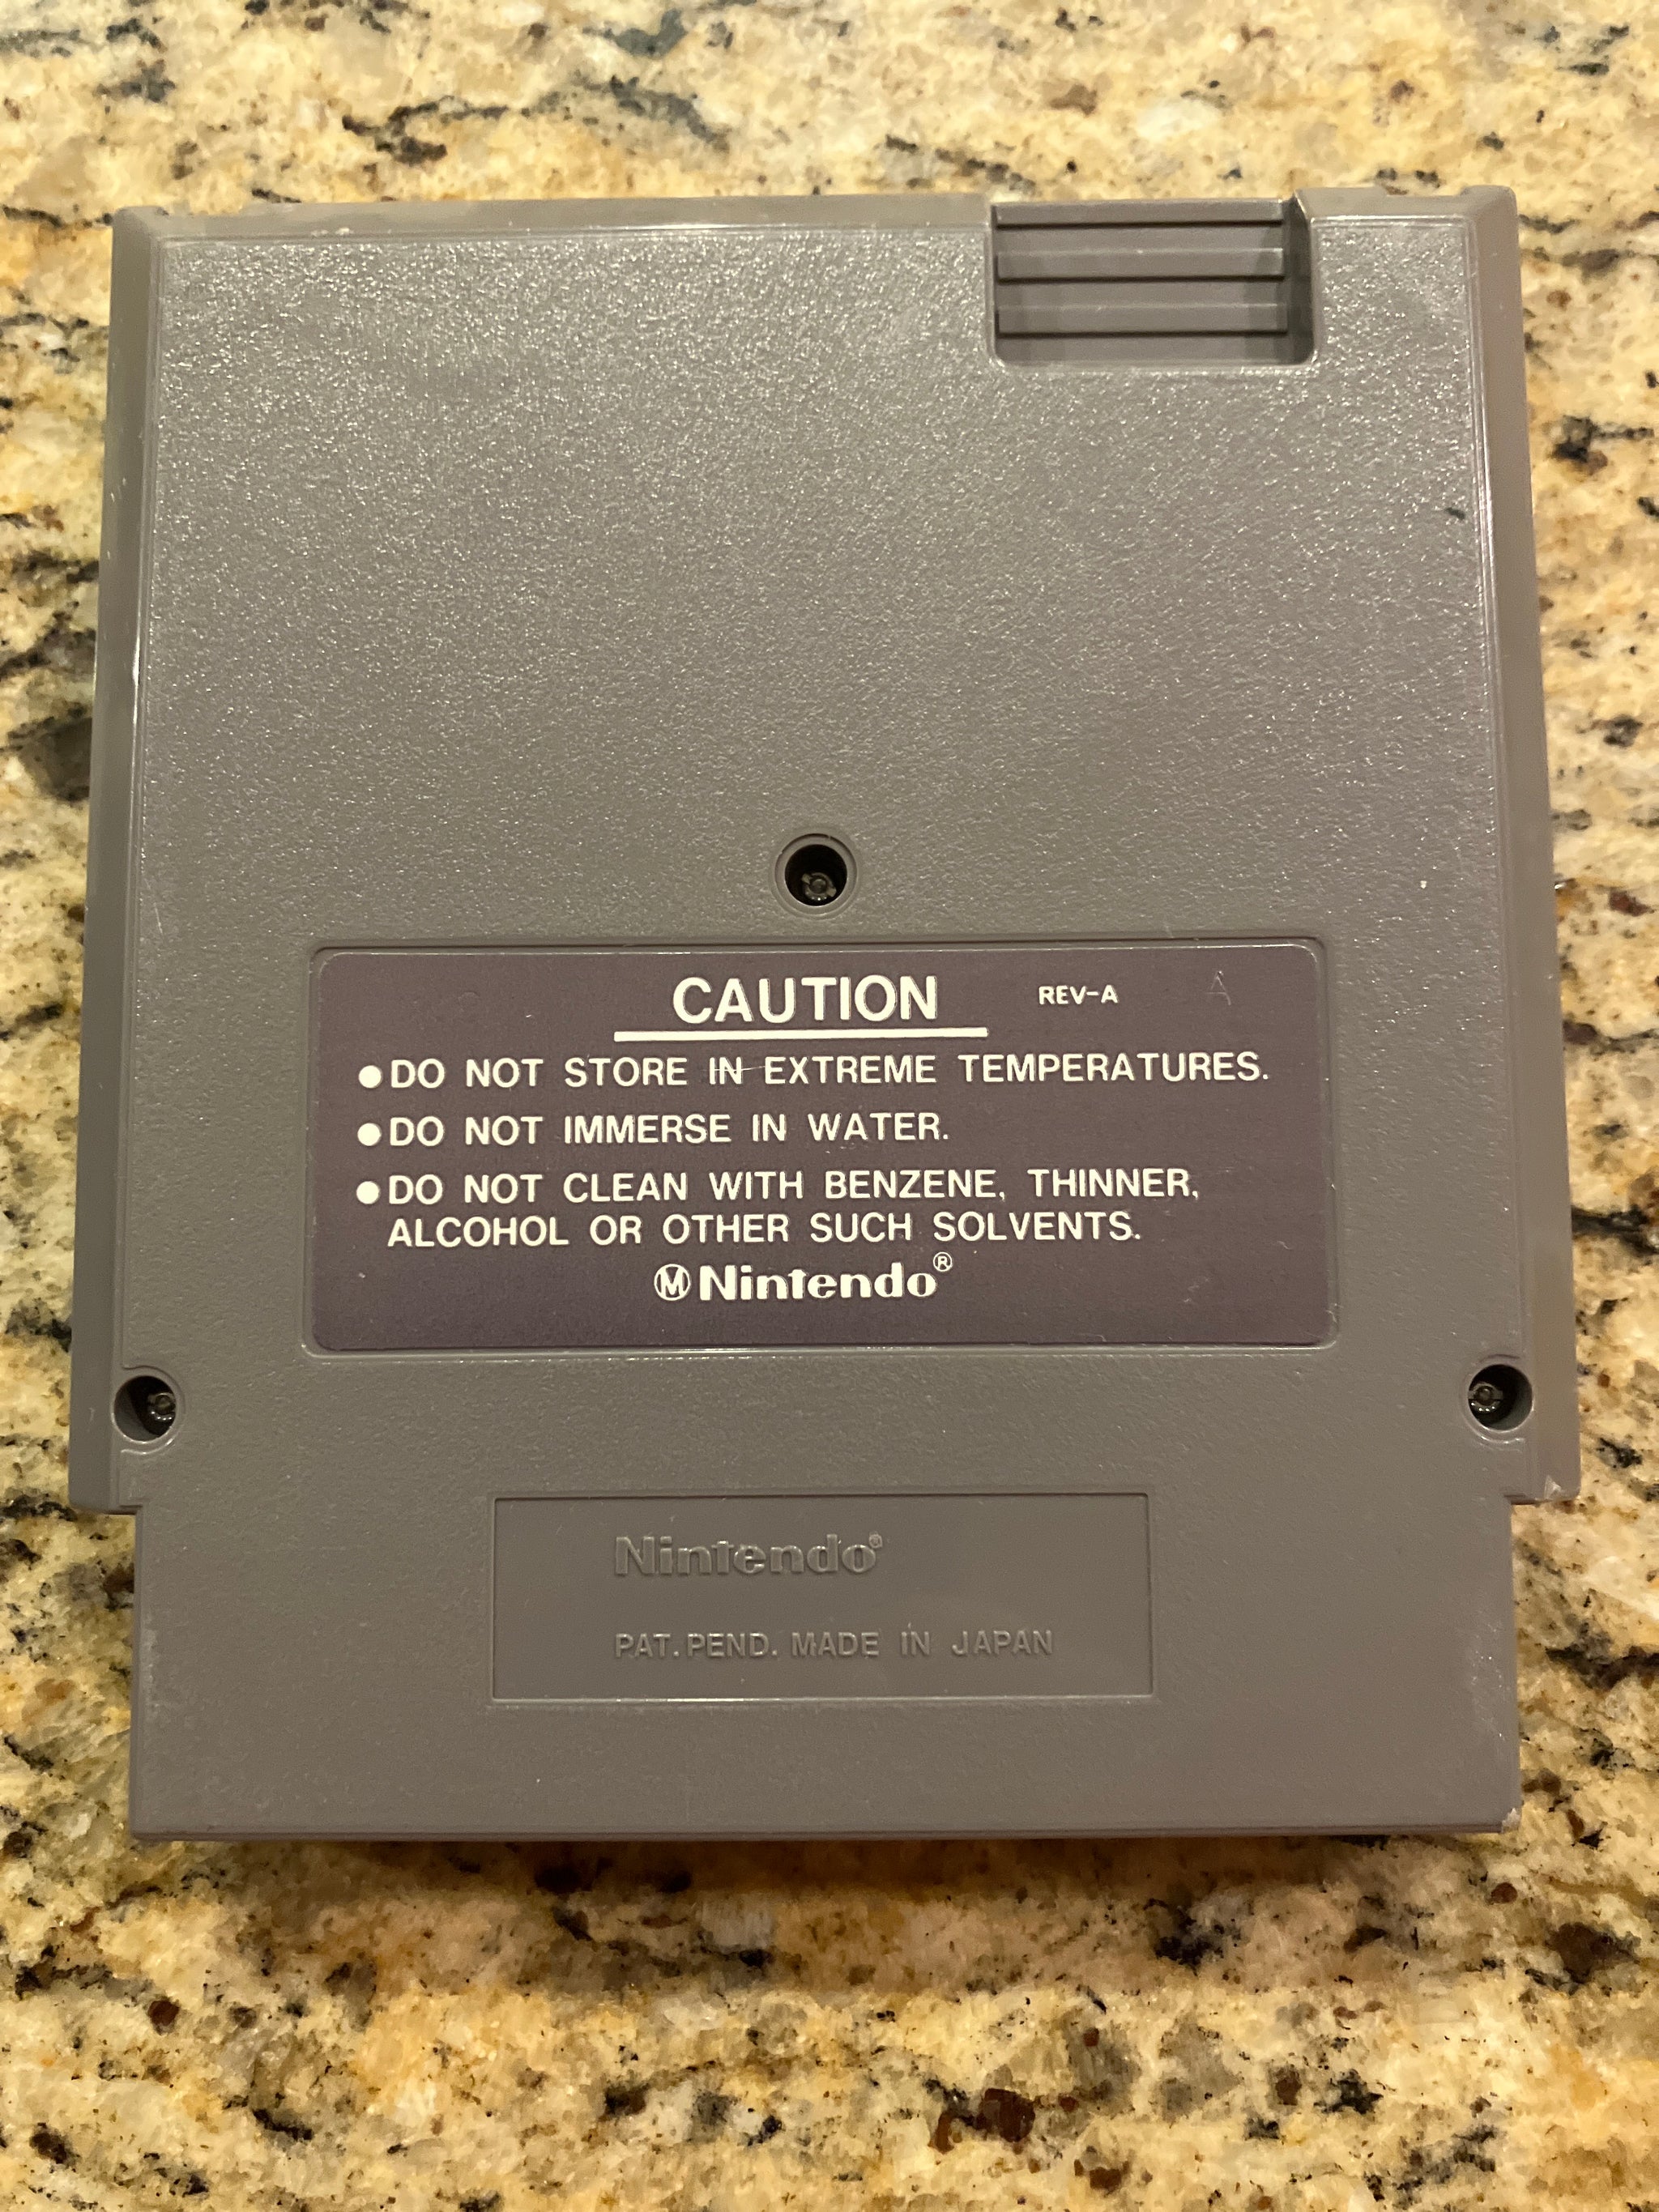 CAUTION REV-A A
●DO NOT STORE IN EXTREME TEMPERATURES.
●DO NOT IMMERSE IN WATER.
●DO NOT CLEAN WITH BENZENE, THINNER,
ALCOHOL OR OTHER SUCH SOLVENTS.
Ⓜ Nintendo®
Nintendo®
PAT. PEND. MADE IN JAPAN